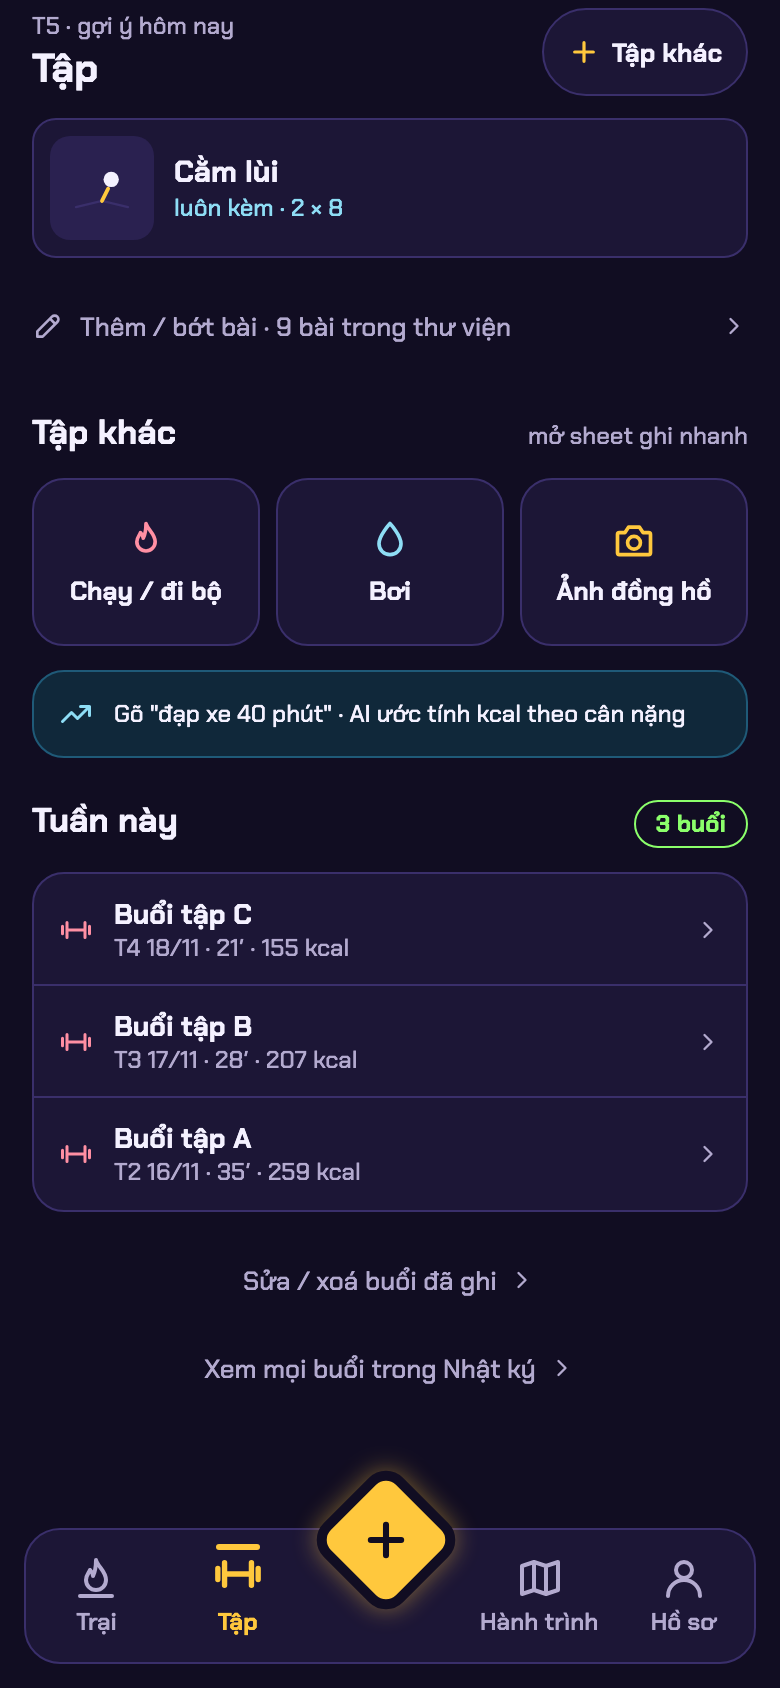 T5 · gợi ý hôm nay
Tập
Tập khác
Cằm lùi
luôn kèm · 2 × 8
Thêm / bớt bài · 9 bài trong thư viện
Tập khác
mở sheet ghi nhanh
Chạy / đi bộ
Bơi
Ảnh đồng hồ
Gõ "đạp xe 40 phút" · AI ước tính kcal theo cân nặng
Tuần này
3 buổi
Buổi tập C
T4 18/11 · 21′ · 155 kcal
Buổi tập B
T3 17/11 · 28′ · 207 kcal
Buổi tập A
T2 16/11 · 35′ · 259 kcal
Sửa / xoá buổi đã ghi
Xem mọi buổi trong Nhật ký
Trại
Tập
Hành trình
Hồ sơ